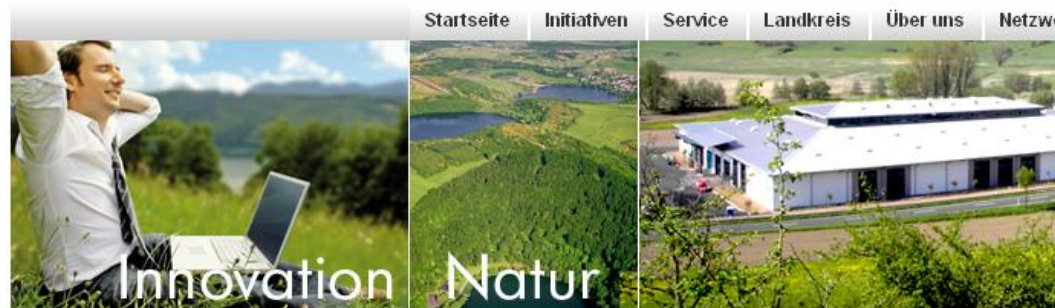 Startseite Initiativen Service Landkreis Über uns
Innovation Natur